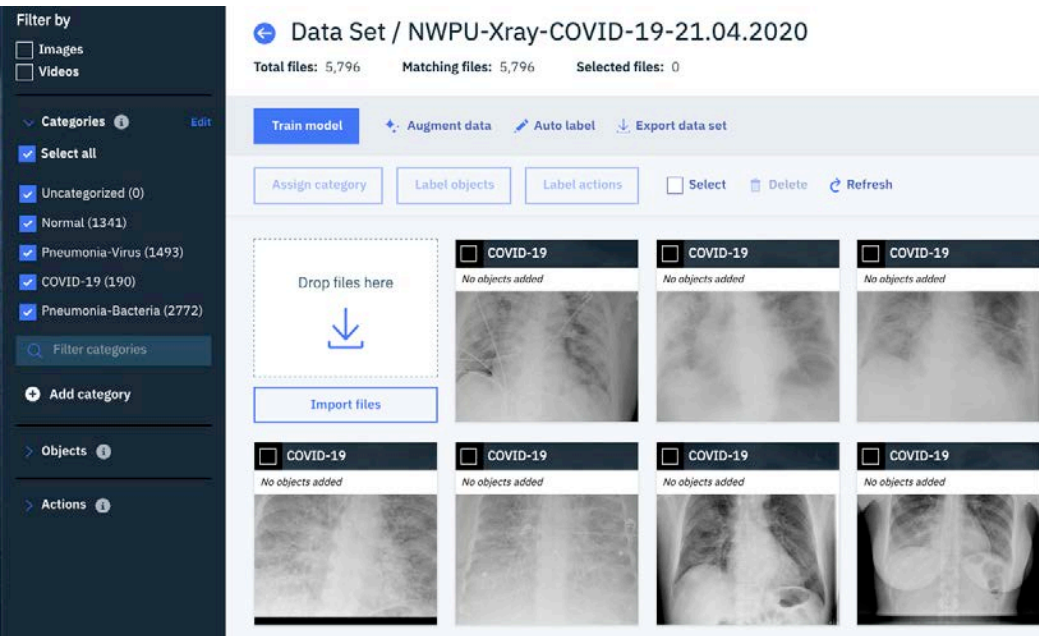 Filter by
Images
Videos
Categories
Edit
Select all
Uncategorized (0)
Normal (1341)
Pneumonia-Virus (1493)
COVID-19 (190)
Pneumonia-Bacteria (2772)
Filter categories
Add category
Objects
Actions
Data Set / NWPU-Xray-COVID-19-21.04.2020
Total files: 5,796 Matching files: 5,796 Selected files: 0
Train model Augment data Auto label Export data set
Assign category Label objects Label actions Select Delete Refresh
Drop files here
Import files
COVID-19 COVID-19 COVID-19
No objects added No objects added No objects added
COVID-19 COVID-19 COVID-19 COVID-19
No objects added No objects added No objects added No objects added